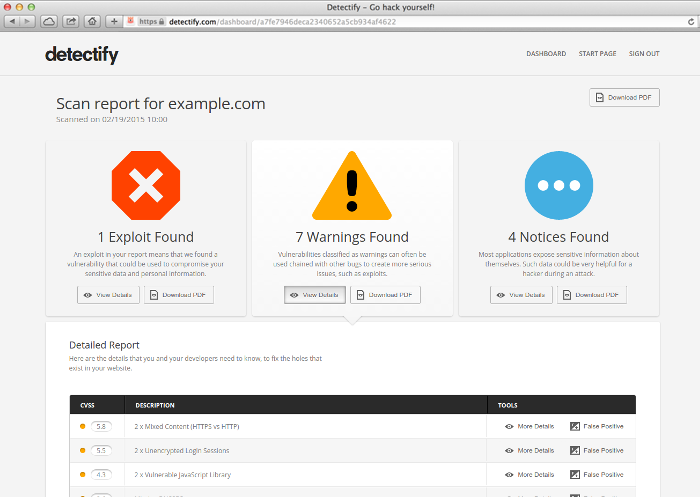 Detectify – Go hack yourself!
https detectify.com/dashboard/a7fe7946deca2340652a5cb934af4622
detectify
DASHBOARD START PAGE SIGN OUT
Scan report for example.com
Scanned on 02/19/2015 10:00
Download PDF
1 Exploit Found
An exploit in your report means that we found a
vulnerability that could be used to compromise your
sensitive data and personal information.
View Details Download PDF
7 Warnings Found
Vulnerabilities classified as warnings can often be
used chained with other bugs to create more serious
issues, such as exploits.
View Details Download PDF
4 Notices Found
Most applications expose sensitive information about
themselves. Such data could be very helpful for a
hacker during an attack.
View Details Download PDF
Detailed Report
Here are the details that you and your developers need to know, to fix the holes that
exist in your website.
CVSS DESCRIPTION TOOLS
5.8 2 x Mixed Content (HTTPS vs HTTP) More Details False Positive
5.5 2 x Unencrypted Login Sessions More Details False Positive
4.3 2 x Vulnerable JavaScript Library More Details False Positive